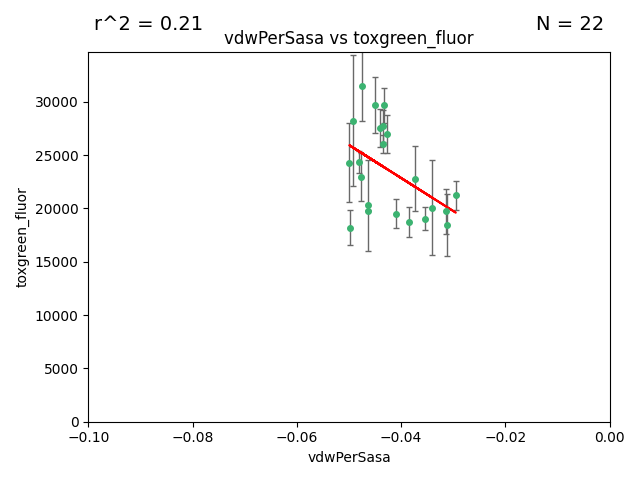 r^2 = 0.21
N = 22
vdwPerSasa vs toxgreen_fluor
toxgreen_fluor
30000
25000
20000
15000
10000
5000
0
−0.10
−0.08
−0.06
−0.04
−0.02
0.00
vdwPerSasa